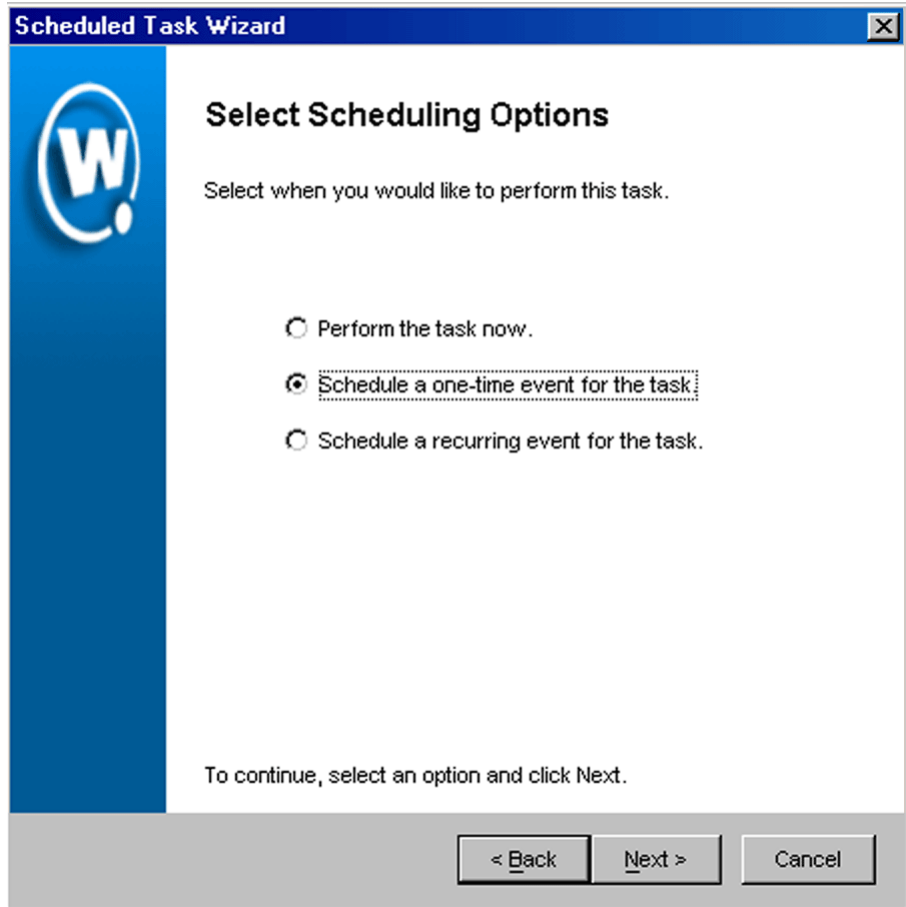 Scheduled Task Wizard
W
Select Scheduling Options
Select when you would like to perform this task.
Perform the task now.
Schedule a one-time event for the task.
Schedule a recurring event for the task.
To continue, select an option and click Next.
< Back Next > Cancel